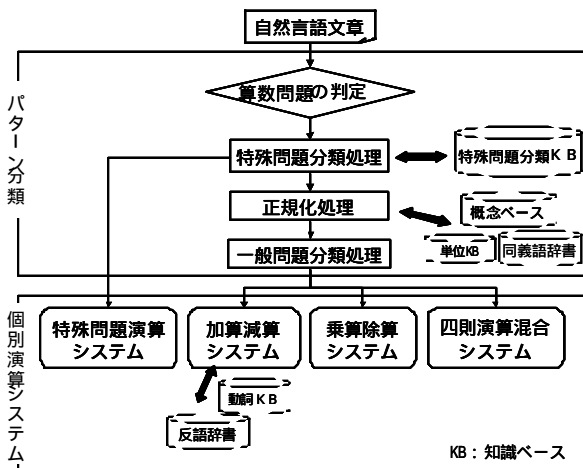 自然言語文章
算数問題の判定
特殊問題分類処理
特殊問題分類KB
正規化処理
概念ベース
単位KB
同義語辞書
一般問題分類処理
パターン分類
特殊問題演算
システム
加算減算
システム
乗算除算
システム
四則演算混合
システム
動詞KB
反語辞書
個別演算システム
KB:知識ベース